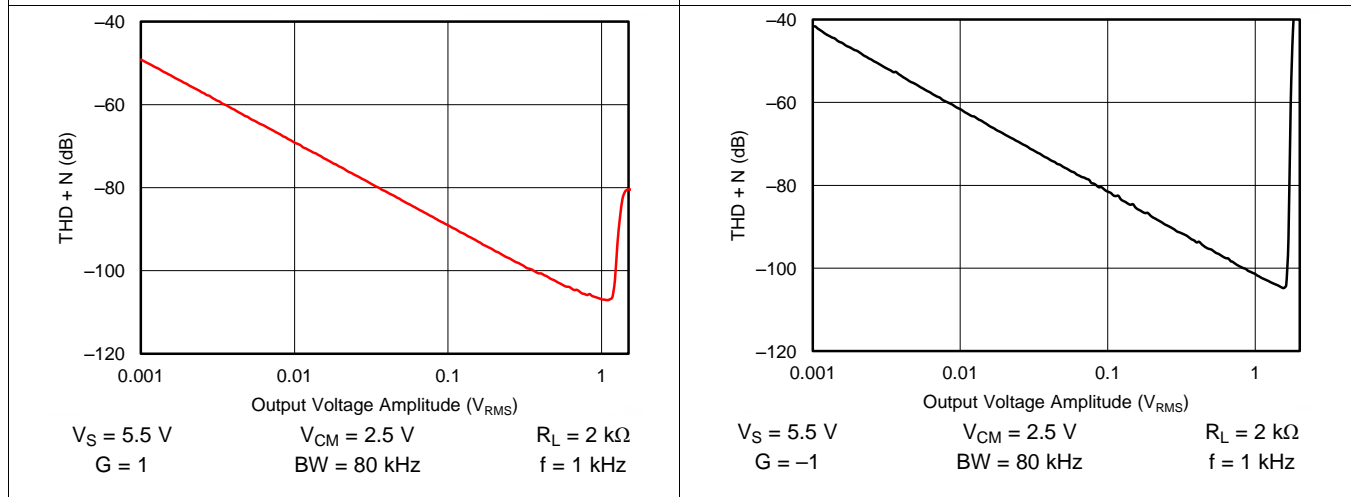 –40
–60
–80
–100
–120
THD + N (dB)
0.001 0.01 0.1 1
Output Voltage Amplitude (VRMS)
VS = 5.5 V VCM = 2.5 V RL = 2 kΩ
G = 1 BW = 80 kHz f = 1 kHz
–40
–60
–80
–100
–120
THD + N (dB)
0.001 0.01 0.1 1
Output Voltage Amplitude (VRMS)
VS = 5.5 V VCM = 2.5 V RL = 2 kΩ
G = –1 BW = 80 kHz f = 1 kHz